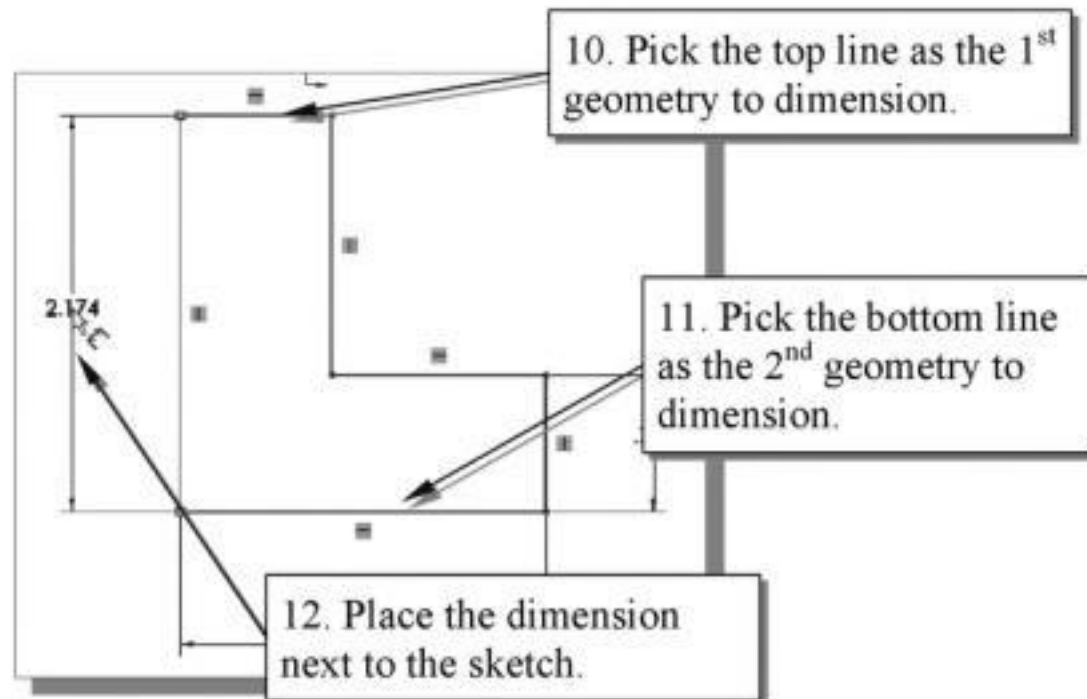 10. Pick the top line as the 1st
geometry to dimension.
2.174
11. Pick the bottom line
as the 2nd geometry to
dimension.
12. Place the dimension
next to the sketch.